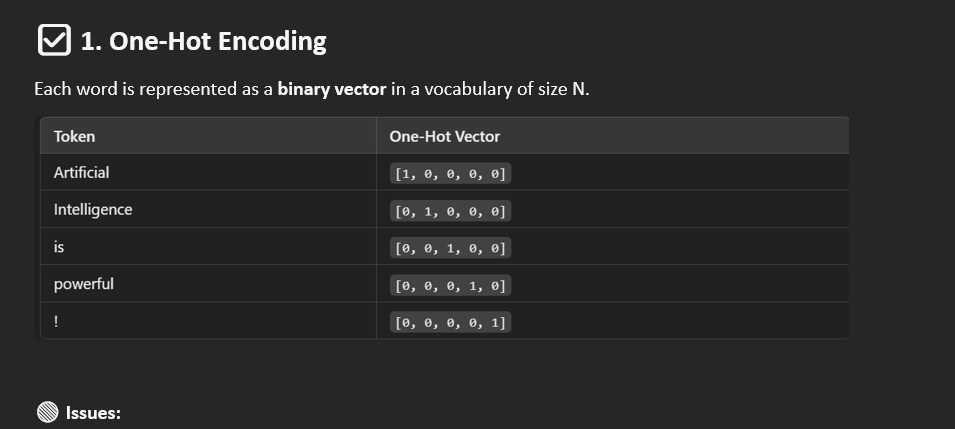 1. One-Hot Encoding
Each word is represented as a binary vector in a vocabulary of size N.
Token One-Hot Vector
Artificial [1, 0, 0, 0, 0]
Intelligence [0, 1, 0, 0, 0]
is [0, 0, 1, 0, 0]
powerful [0, 0, 0, 1, 0]
! [0, 0, 0, 0, 1]
Issues: